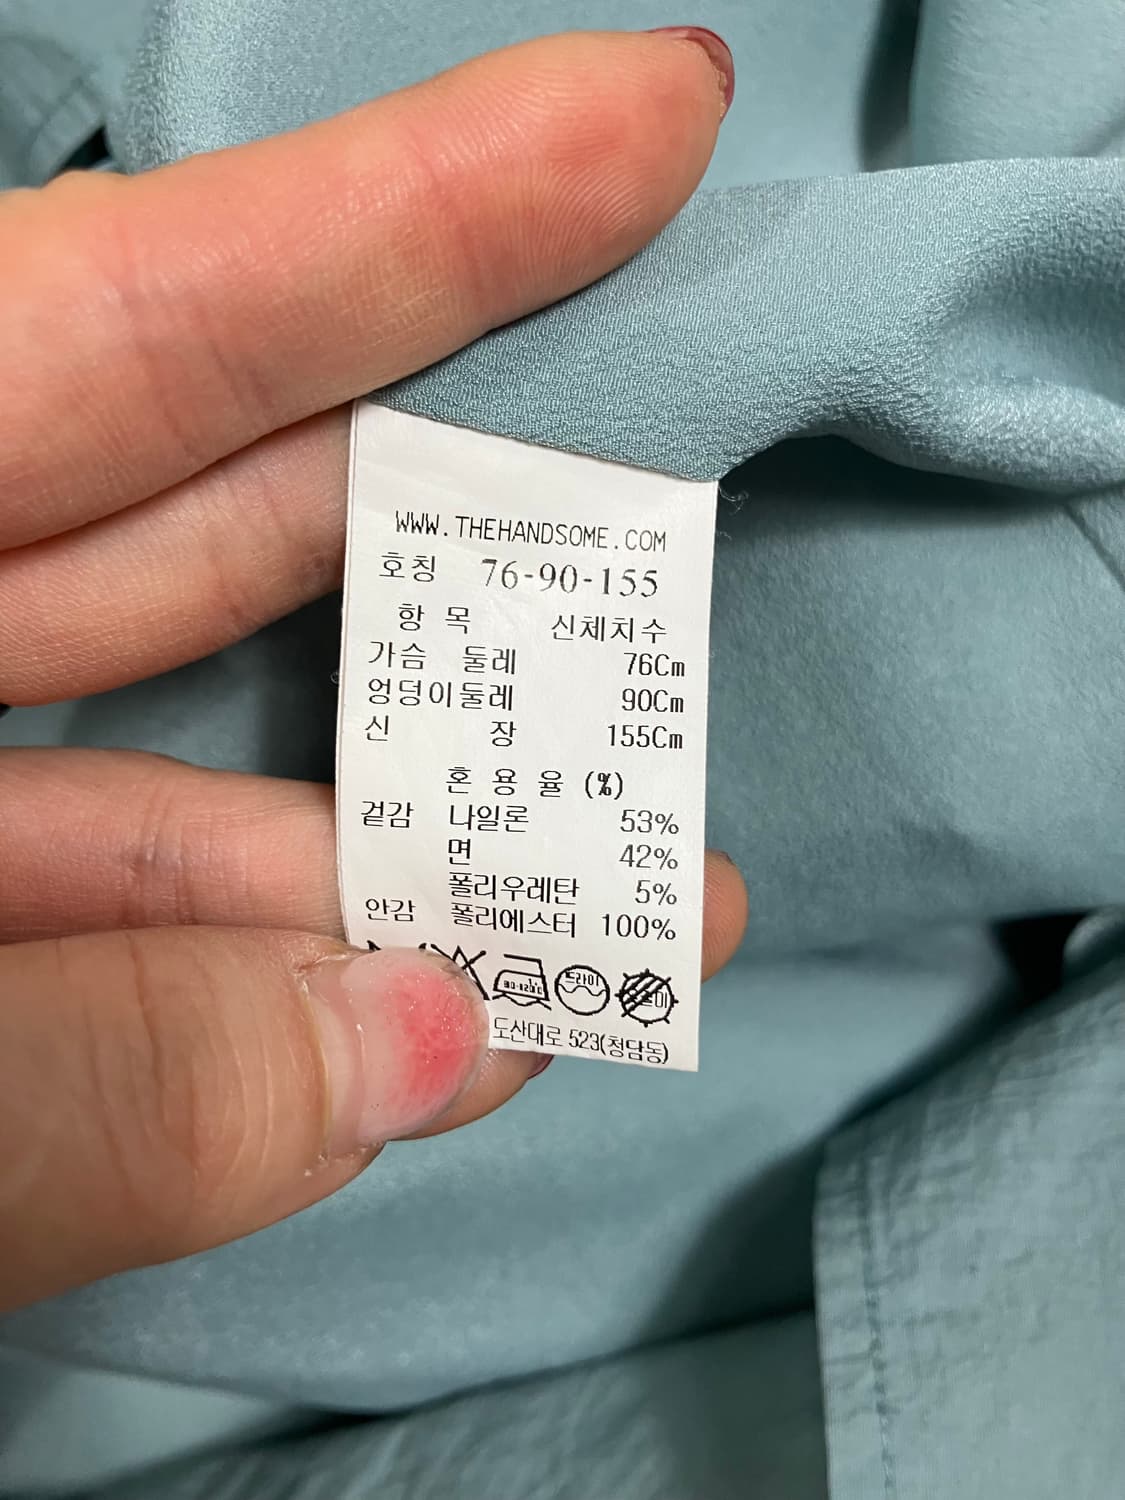 WWW.THEHANDSOME.COM
호칭 76-90-155
항 목 신체치수
가슴 둘레 76Cm
엉덩이둘레 90Cm
신 장 155Cm
혼 용 율 (%)
겉감 나일론 53%
면 42%
폴리우레탄 5%
안감 폴리에스터 100%
80-120℃ 드라이
도산대로 523(청담동)